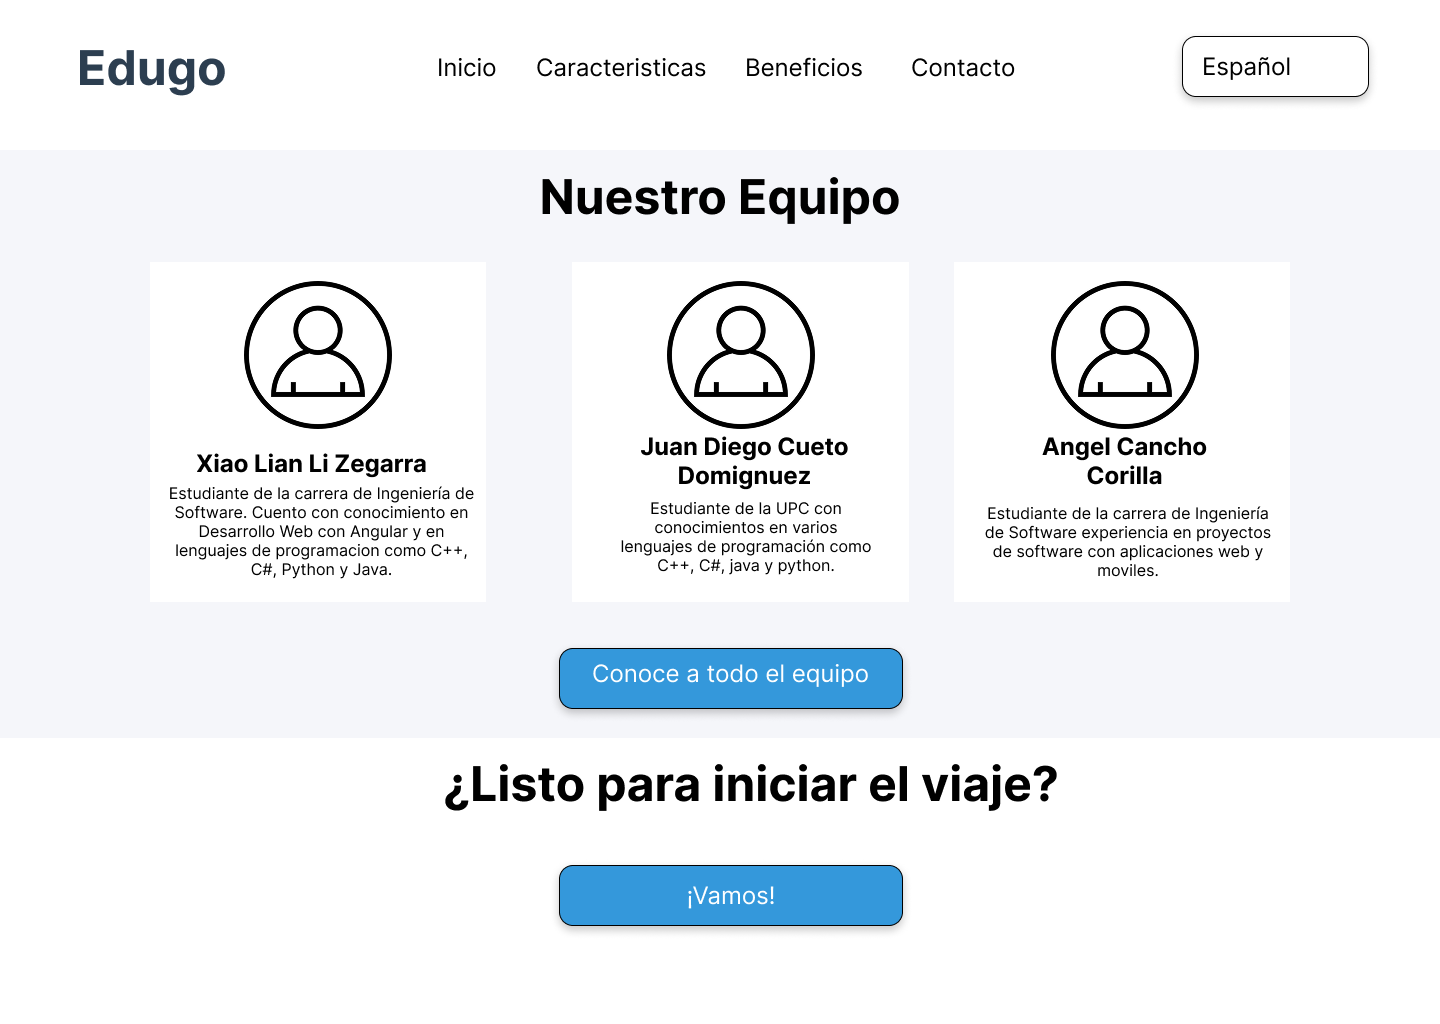 Edugo
Inicio
Caracteristicas
Beneficios
Contacto
Español
Nuestro Equipo
Xiao Lian Li Zegarra
Estudiante de la carrera de Ingeniería de
Software. Cuento con conocimiento en
Desarrollo Web con Angular y en
lenguajes de programacion como C++,
C#, Python y Java.
Juan Diego Cueto
Domignuez
Estudiante de la UPC con
conocimientos en varios
lenguajes de programación como
C++, C#, java y python.
Angel Cancho
Corilla
Estudiante de la carrera de Ingeniería
de Software experiencia en proyectos
de software con aplicaciones web y
moviles.
Conoce a todo el equipo
¿Listo para iniciar el viaje?
¡Vamos!